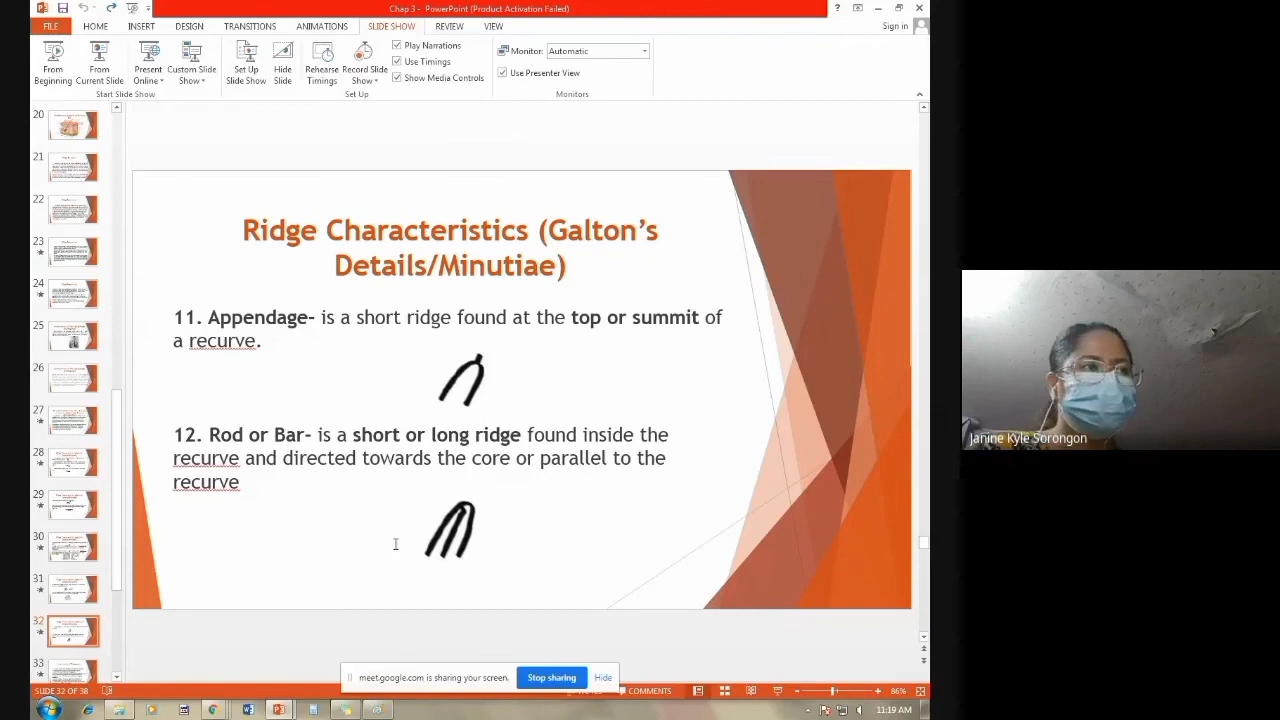 Chap 3 - PowerPoint (Product Activation Failed)
FILE HOME INSERT DESIGN TRANSITIONS ANIMATIONS SLIDE SHOW REVIEW VIEW
Sign in
From Beginning
From Current Slide
Present Online
Custom Slide Show
Start Slide Show
Set Up Slide Show
Hide Slide
Rehearse Timings
Record Slide Show
Play Narrations
Use Timings
Show Media Controls
Set Up
Monitor: Automatic
Use Presenter View
Monitors
20
21
22
23
24
25
26
27
28
29
30
31
32
33
Ridge Characteristics (Galton's
Details/Minutiae)
11. Appendage- is a short ridge found at the top or summit of
a recurve.
12. Rod or Bar- is a short or long ridge found inside the
recurve and directed towards the core or parallel to the
recurve
Janine Kyle Sorongon
meet.google.com is sharing your screen.
Stop sharing
Hide
SLIDE 32 OF 38
COMMENTS
86%
11:19 AM